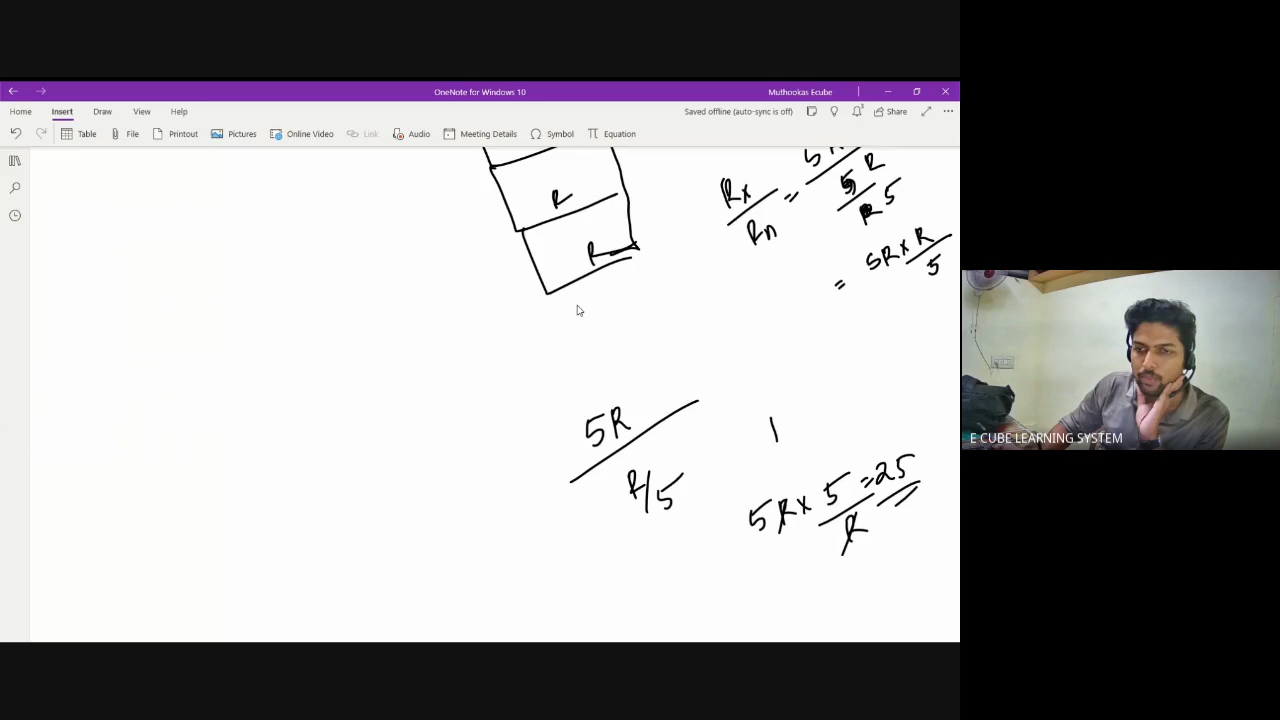 OneNote for Windows 10
Muthookas Ecube
Home Insert Draw View Help
Saved offline (auto-sync is off)
Share
Table File Printout Pictures Online Video Link Audio Meeting Details Symbol Equation
R
R
Rx/Rn =
R
5
= 5R x R/5
5R
R/5
1
5R x 5/R = 25
E CUBE LEARNING SYSTEM